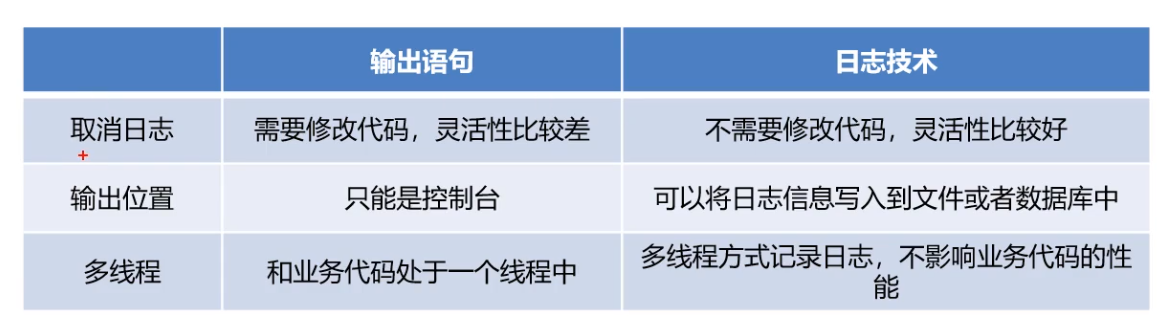 输出语句 日志技术
取消日志 需要修改代码，灵活性比较差 不需要修改代码，灵活性比较好
输出位置 只能是控制台 可以将日志信息写入到文件或者数据库中
多线程 和业务代码处于一个线程中 多线程方式记录日志，不影响业务代码的性
能